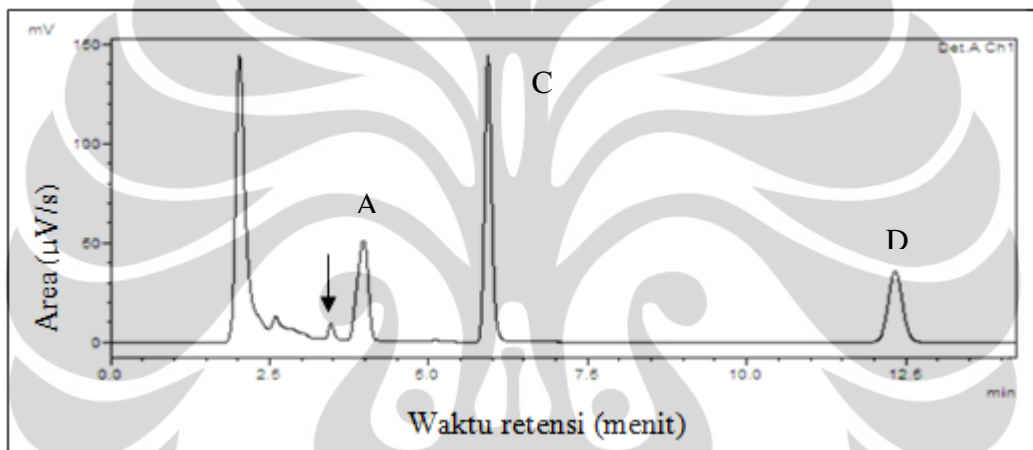 mV
Det.A Ch1
150
C
100
A
Area (µV/s)
50
D
0
0.0 2.5 5.0 7.5 10.0 12.5
min
Waktu retensi (menit)